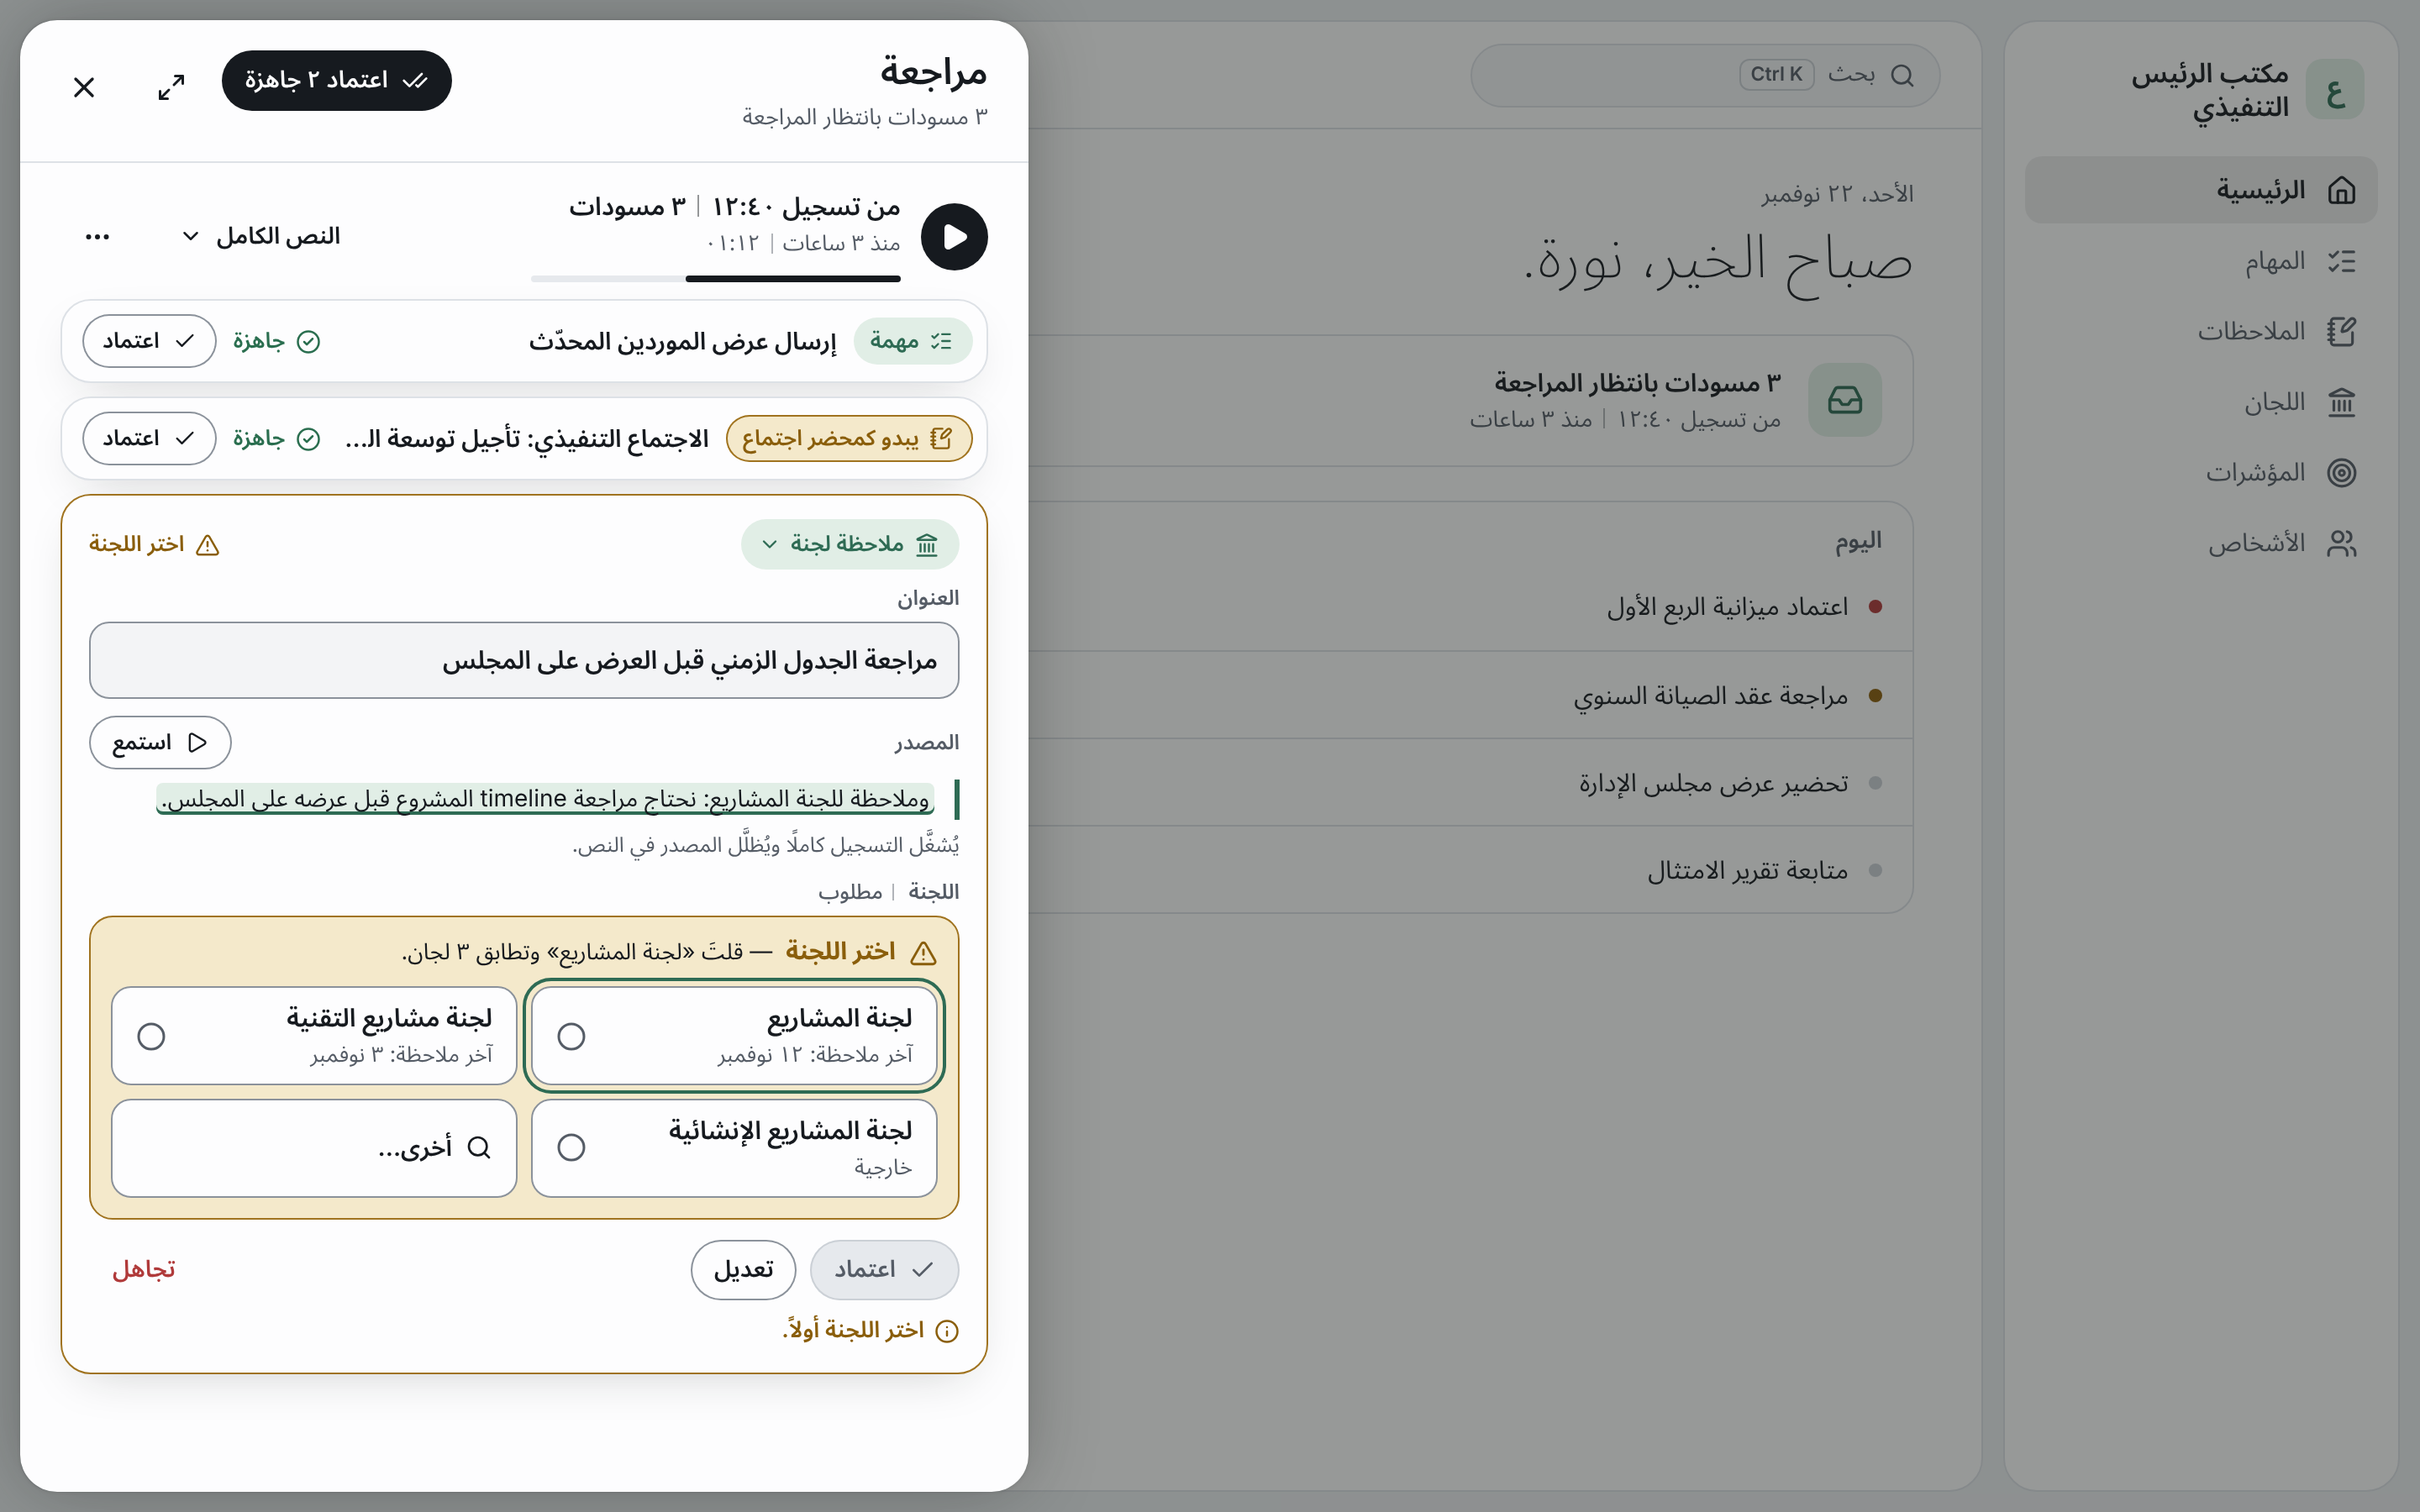 مكتب الرئيس
التنفيذي
ع
الرئيسية
المهام
الملاحظات
اللجان
المؤشرات
الأشخاص
بحث Ctrl K
الأحد، ٢٢ نوفمبر
صباح الخير، نورة.
٣ مسودات بانتظار المراجعة
من تسجيل ١٢:٤٠ | منذ ٣ ساعات
اليوم
اعتماد ميزانية الربع الأول
مراجعة عقد الصيانة السنوي
تحضير عرض مجلس الإدارة
متابعة تقرير الامتثال
مراجعة
٣ مسودات بانتظار المراجعة
اعتماد ٢ جاهزة
من تسجيل ١٢:٤٠ | ٣ مسودات
منذ ٣ ساعات | ٠١:١٢
النص الكامل
مهمة إرسال عرض الموردين المحدّث جاهزة اعتماد
يبدو كمحضر اجتماع الاجتماع التنفيذي: تأجيل توسعة الـ... جاهزة اعتماد
ملاحظة لجنة اختر اللجنة
العنوان
مراجعة الجدول الزمني قبل العرض على المجلس
المصدر استمع
وملاحظة للجنة المشاريع: نحتاج مراجعة timeline المشروع قبل عرضه على المجلس.
يُشغَّل التسجيل كاملًا ويُظلَّل المصدر في النص.
اللجنة | مطلوب
اختر اللجنة — قلتَ «لجنة المشاريع» وتطابق ٣ لجان.
لجنة المشاريع
آخر ملاحظة: ١٢ نوفمبر
لجنة مشاريع التقنية
آخر ملاحظة: ٣ نوفمبر
لجنة المشاريع الإنشائية
خارجية
أخرى...
اعتماد تعديل تجاهل
اختر اللجنة أولاً.